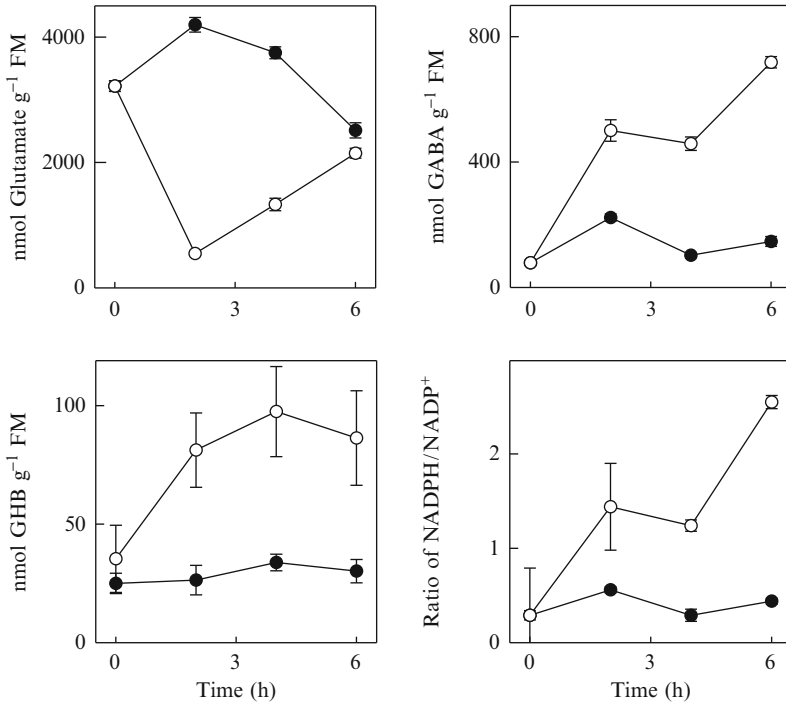 nmol Glutamate g⁻¹ FM
4000
2000
0
0 3 6
nmol GABA g⁻¹ FM
800
400
0
0 3 6
nmol GHB g⁻¹ FM
100
50
0
0 3 6
Time (h)
Ratio of NADPH/NADP⁺
2
1
0
0 3 6
Time (h)